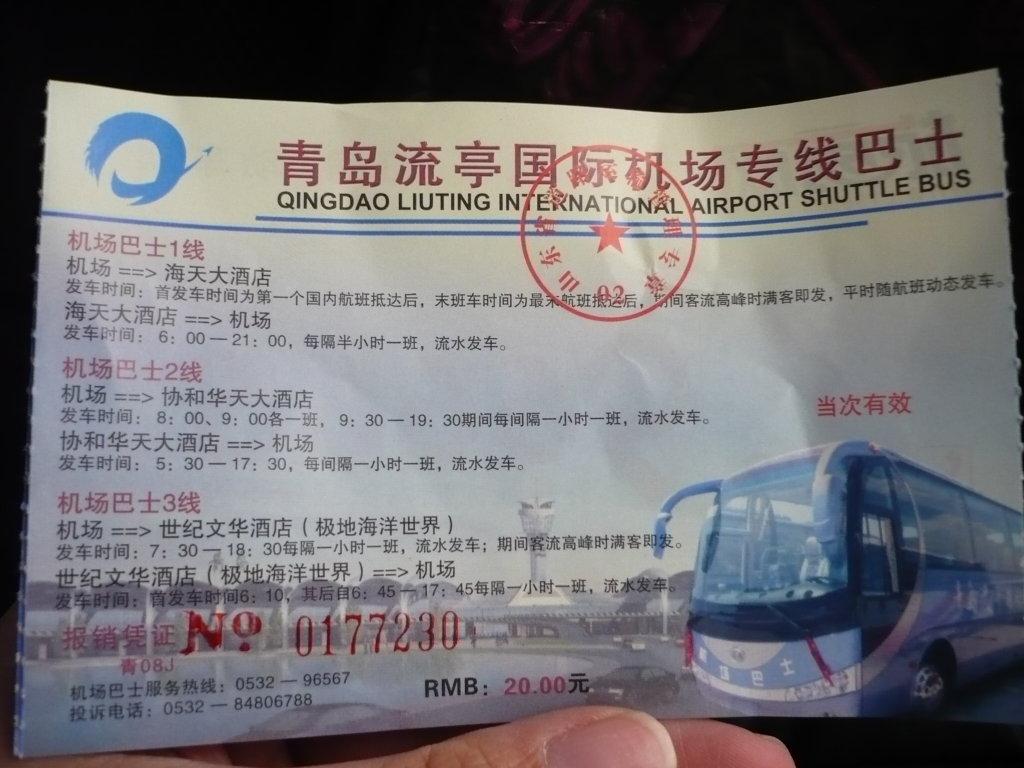 青岛流亭国际机场专线巴士
QINGDAO LIUTING INTERNATIONAL AIRPORT SHUTTLE BUS
02
机场巴士1线
机场 ==> 海天大酒店
发车时间：首发车时间为第一个国内航班抵达后，末班车时间为最末航班抵达后，期间客流高峰时满客即发，平时随航班动态发车。
海天大酒店 ==> 机场
发车时间：6：00 — 21：00，每隔半小时一班，流水发车。
机场巴士2线
机场 ==> 协和华天大酒店
发车时间：8：00、9：00各一班，9：30 — 19：30期间每间隔一小时一班，流水发车。
当次有效
协和华天大酒店 ==> 机场
发车时间：5：30 — 17：30，每间隔一小时一班，流水发车。
机场巴士3线
机场 ==> 世纪文华酒店（极地海洋世界）
发车时间：7：30 — 18：30每隔一小时一班，流水发车；期间客流高峰时满客即发。
世纪文华酒店（极地海洋世界）==> 机场
发车时间：首发车时间6：10，其后自6：45 — 17：45每隔一小时一班，流水发车。
报销凭证 Nº 0177230
青08J
机场巴士服务热线：0532 — 96567
RMB：20.00元
投诉电话：0532 — 84806788
机场巴士